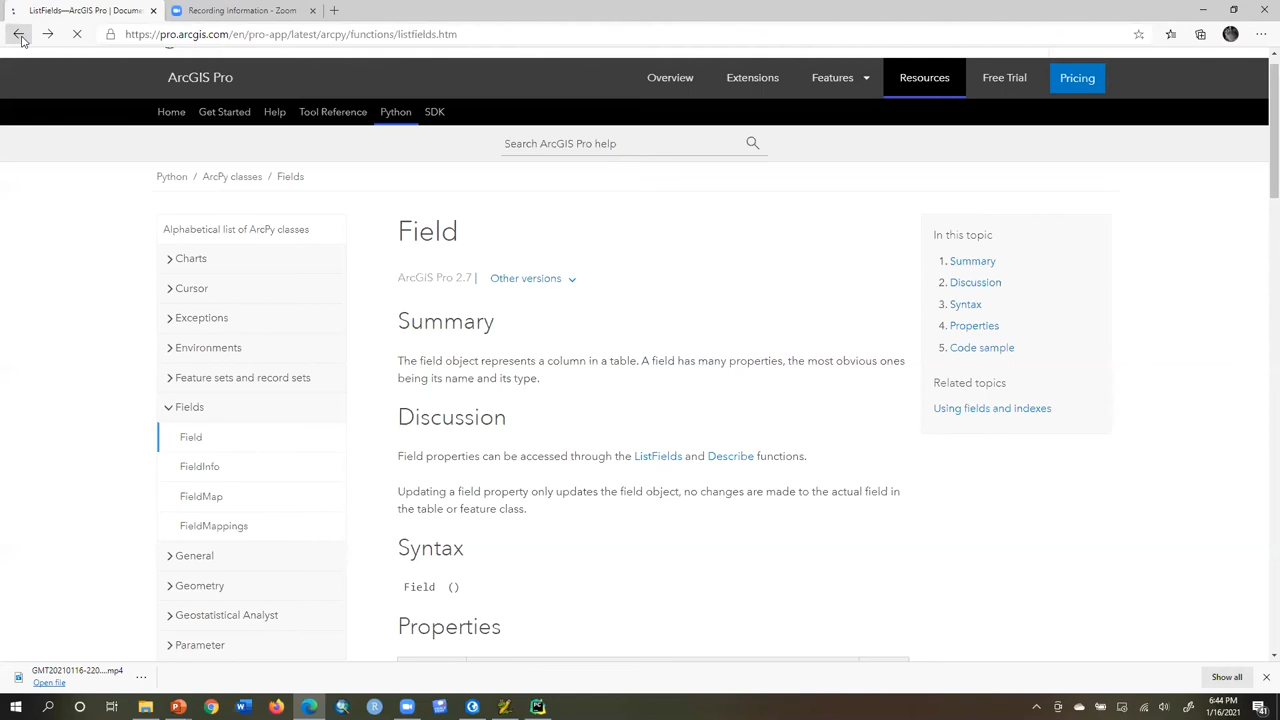 ListFields—ArcGIS Pro | Docume
Recording Information - Zoom
https://pro.arcgis.com/en/pro-app/latest/arcpy/functions/listfields.htm
ArcGIS Pro
Overview
Extensions
Features
Resources
Free Trial
Pricing
Home
Get Started
Help
Tool Reference
Python
SDK
Search ArcGIS Pro help
Python / ArcPy classes / Fields
Alphabetical list of ArcPy classes
Charts
Cursor
Exceptions
Environments
Feature sets and record sets
Fields
Field
FieldInfo
FieldMap
FieldMappings
General
Geometry
Geostatistical Analyst
Parameter
Field
ArcGIS Pro 2.7 | Other versions
Summary
The field object represents a column in a table. A field has many properties, the most obvious ones
being its name and its type.
Discussion
Field properties can be accessed through the ListFields and Describe functions.
Updating a field property only updates the field object, no changes are made to the actual field in
the table or feature class.
Syntax
Field ()
Properties
In this topic
1. Summary
2. Discussion
3. Syntax
4. Properties
5. Code sample
Related topics
Using fields and indexes
GMT20210116-220....mp4
Open file
Show all
6:44 PM
1/16/2021
41